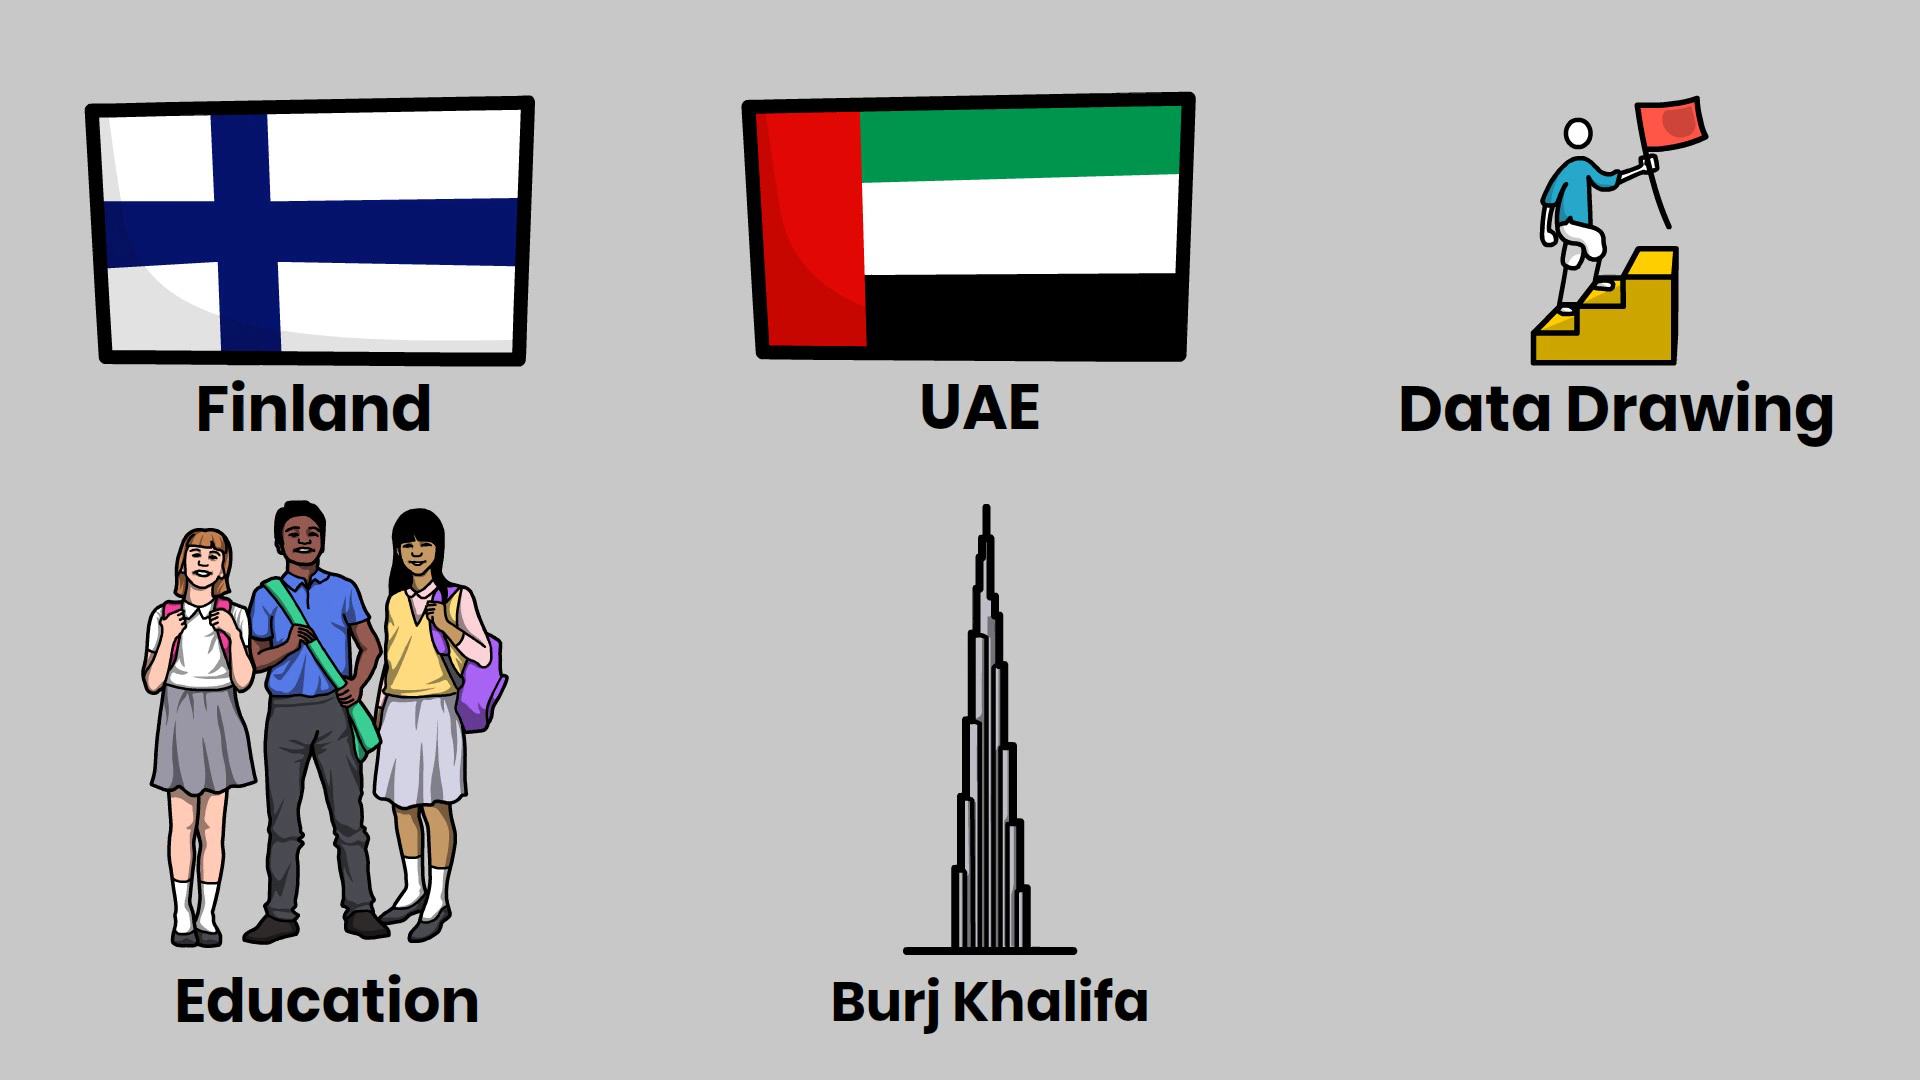 Finland
UAE
Data Drawing
Education
Burj Khalifa